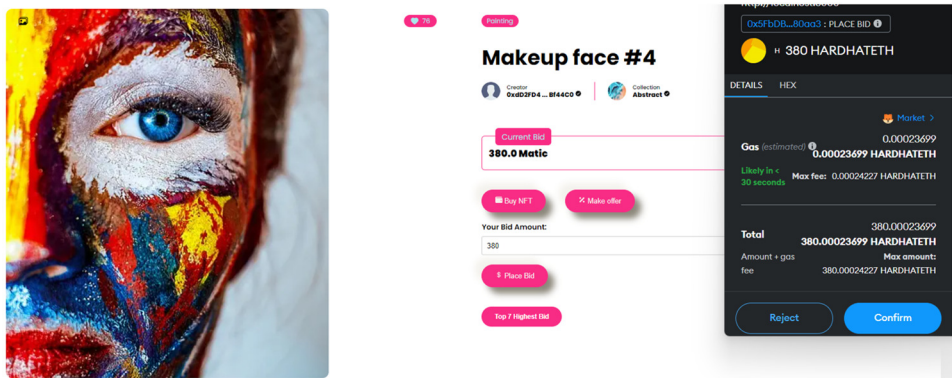 76
Painting
Makeup face #4
Creator
0xdD2FD4 ... Bf44C0
Collection
Abstract
Current Bid
380.0 Matic
Buy NFT
Make offer
Your Bid Amount:
380
$ Place Bid
Top 7 Highest Bid
0x5FbDB...80aa3 : PLACE BID
H 380 HARDHATETH
DETAILS HEX
Market >
0.00023699
Gas (estimated) 0.00023699 HARDHATETH
Likely in < 30 seconds Max fee: 0.00024227 HARDHATETH
380.00023699
Total 380.00023699 HARDHATETH
Amount + gas fee Max amount: 380.00024227 HARDHATETH
Reject Confirm